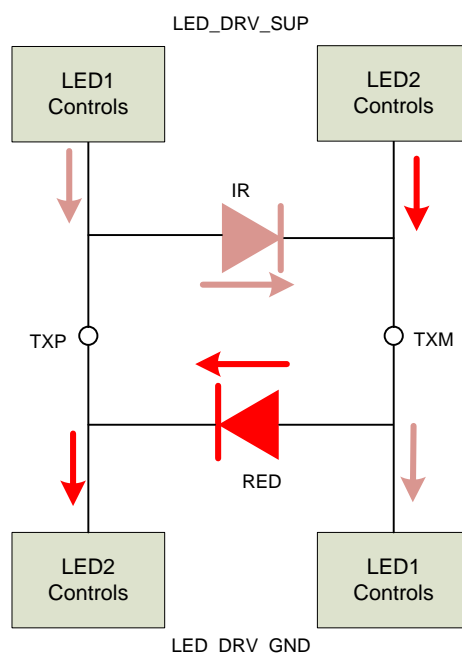 LED_DRV_SUP
LED1
Controls
LED2
Controls
IR
TXP
TXM
RED
LED2
Controls
LED1
Controls
LED_DRV_GND